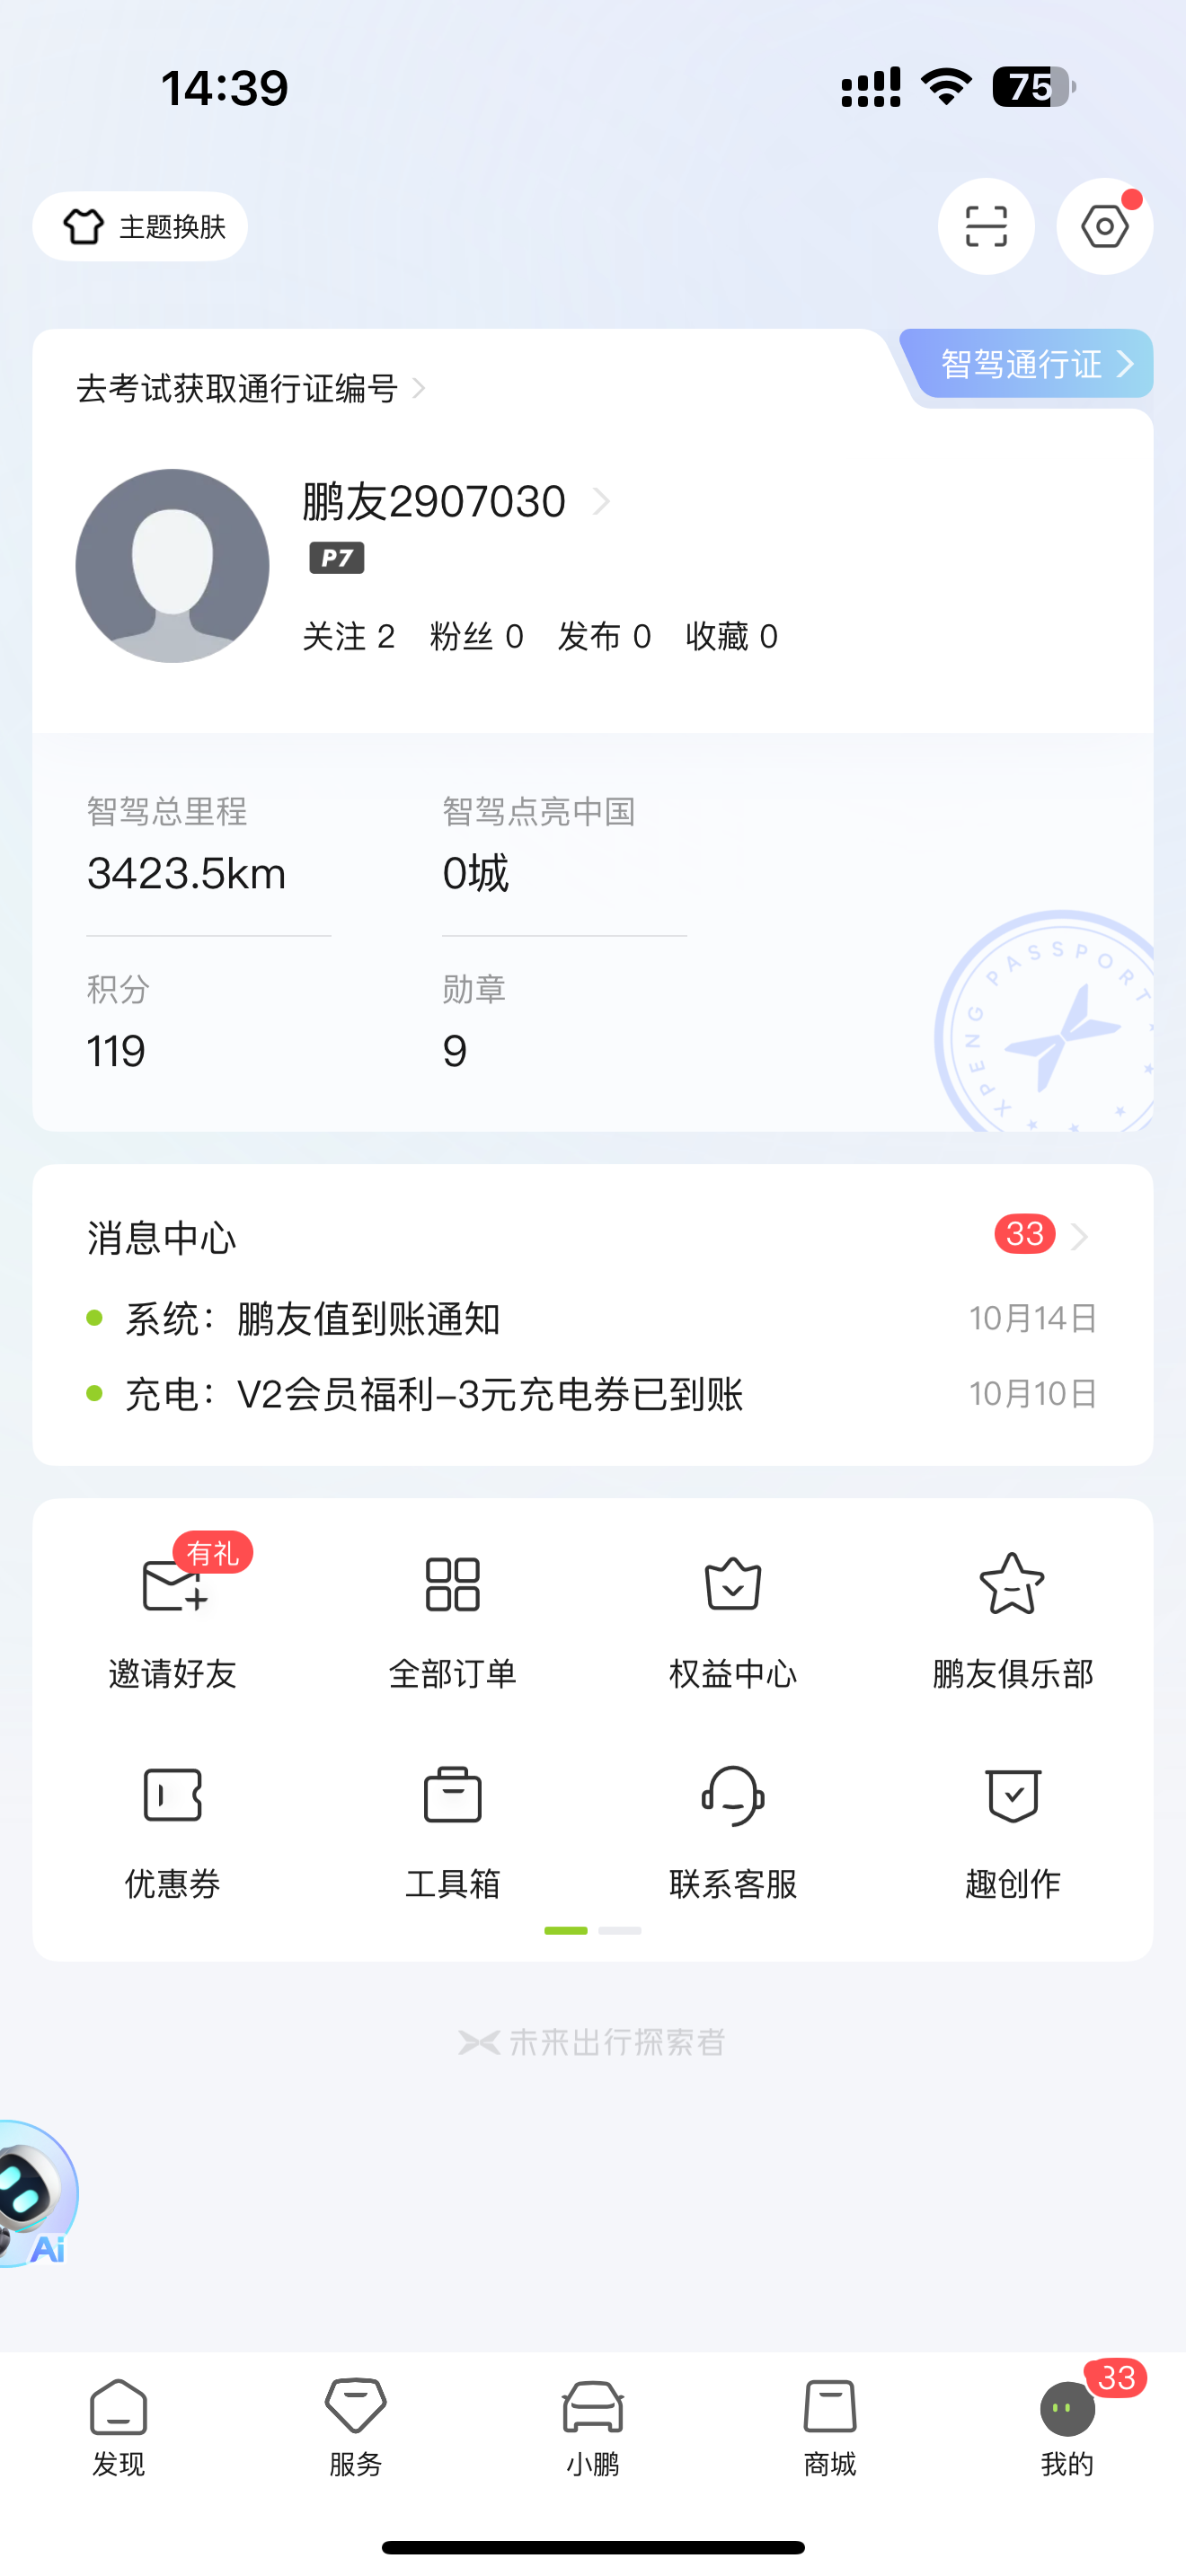 14:39
75
主题换肤
智驾通行证
去考试获取通行证编号
鹏友2907030
P7
关注 2 粉丝 0 发布 0 收藏 0
智驾总里程 智驾点亮中国
3423.5km 0城
积分 勋章
119 9
XPENG PASSPORT
消息中心 33
系统：鹏友值到账通知 10月14日
充电：V2会员福利-3元充电券已到账 10月10日
有礼
邀请好友 全部订单 权益中心 鹏友俱乐部
优惠券 工具箱 联系客服 趣创作
未来出行探索者
Ai
33
发现 服务 小鹏 商城 我的